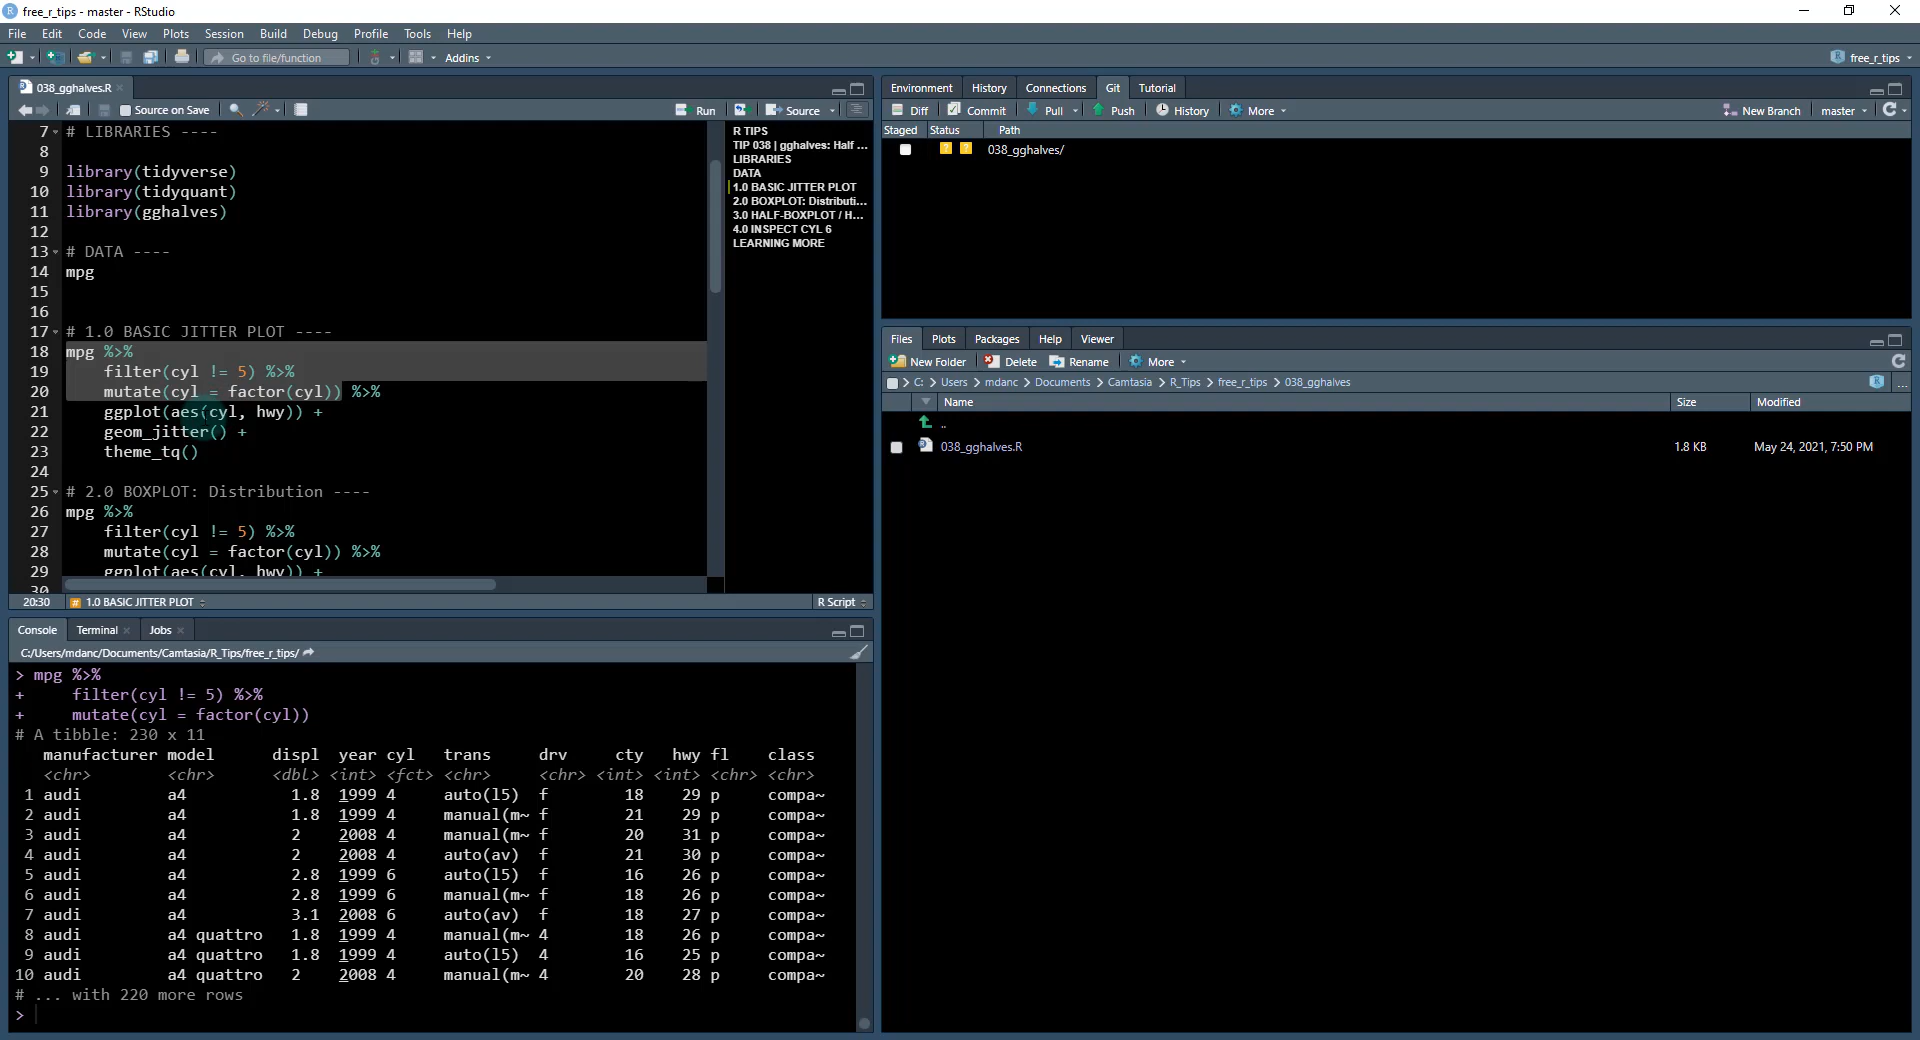 free_r_tips - master - RStudio
File Edit Code View Plots Session Build Debug Profile Tools Help
Go to file/function Addins free_r_tips
038_gghalves.R
Source on Save Run Source
7 # LIBRARIES ----
8
9 library(tidyverse)
10 library(tidyquant)
11 library(gghalves)
12
13 # DATA ----
14 mpg
15
16
17 # 1.0 BASIC JITTER PLOT ----
18 mpg %>%
19 filter(cyl != 5) %>%
20 mutate(cyl = factor(cyl)) %>%
21 ggplot(aes(cyl, hwy)) +
22 geom_jitter() +
23 theme_tq()
24
25 # 2.0 BOXPLOT: Distribution ----
26 mpg %>%
27 filter(cyl != 5) %>%
28 mutate(cyl = factor(cyl)) %>%
29 ggplot(aes(cyl, hwy)) +
30
R TIPS
TIP 038 | gghalves: Half ...
LIBRARIES
DATA
1.0 BASIC JITTER PLOT
2.0 BOXPLOT: Distributi...
3.0 HALF-BOXPLOT / H...
4.0 INSPECT CYL 6
LEARNING MORE
20:30 # 1.0 BASIC JITTER PLOT R Script
Console Terminal Jobs
C:/Users/mdanc/Documents/Camtasia/R_Tips/free_r_tips/
> mpg %>%
+ filter(cyl != 5) %>%
+ mutate(cyl = factor(cyl))
# A tibble: 230 x 11
manufacturer model displ year cyl trans drv cty hwy fl class
<chr> <chr> <dbl> <int> <fct> <chr> <chr> <int> <int> <chr> <chr>
1 audi a4 1.8 1999 4 auto(l5) f 18 29 p compa~
2 audi a4 1.8 1999 4 manual(m~ f 21 29 p compa~
3 audi a4 2 2008 4 manual(m~ f 20 31 p compa~
4 audi a4 2 2008 4 auto(av) f 21 30 p compa~
5 audi a4 2.8 1999 6 auto(l5) f 16 26 p compa~
6 audi a4 2.8 1999 6 manual(m~ f 18 26 p compa~
7 audi a4 3.1 2008 6 auto(av) f 18 27 p compa~
8 audi a4 quattro 1.8 1999 4 manual(m~ 4 18 26 p compa~
9 audi a4 quattro 1.8 1999 4 auto(l5) 4 16 25 p compa~
10 audi a4 quattro 2 2008 4 manual(m~ 4 20 28 p compa~
# ... with 220 more rows
>
Environment History Connections Git Tutorial
Diff Commit Pull Push History More New Branch master
Staged Status Path
? ? 038_gghalves/
Files Plots Packages Help Viewer
New Folder Delete Rename More
C: > Users > mdanc > Documents > Camtasia > R_Tips > free_r_tips > 038_gghalves ...
Name Size Modified
..
038_gghalves.R 1.8 KB May 24, 2021, 7:50 PM